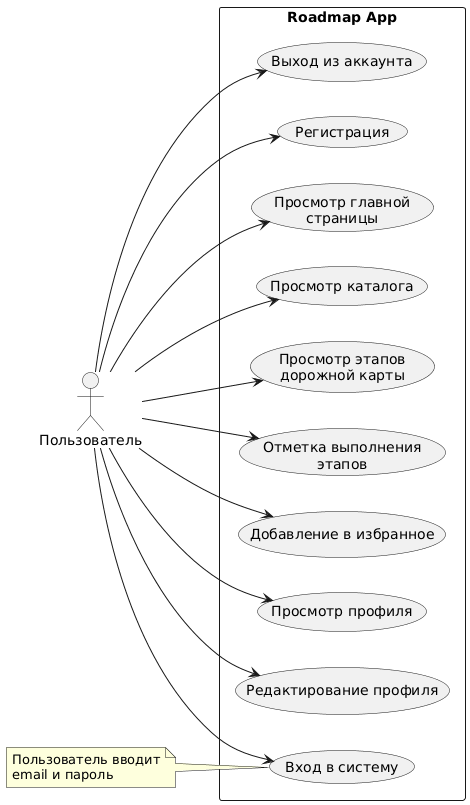 Roadmap App
Выход из аккаунта
Регистрация
Просмотр главной
страницы
Просмотр каталога
Просмотр этапов
дорожной карты
Пользователь
Отметка выполнения
этапов
Добавление в избранное
Просмотр профиля
Редактирование профиля
Вход в систему
Пользователь вводит
email и пароль